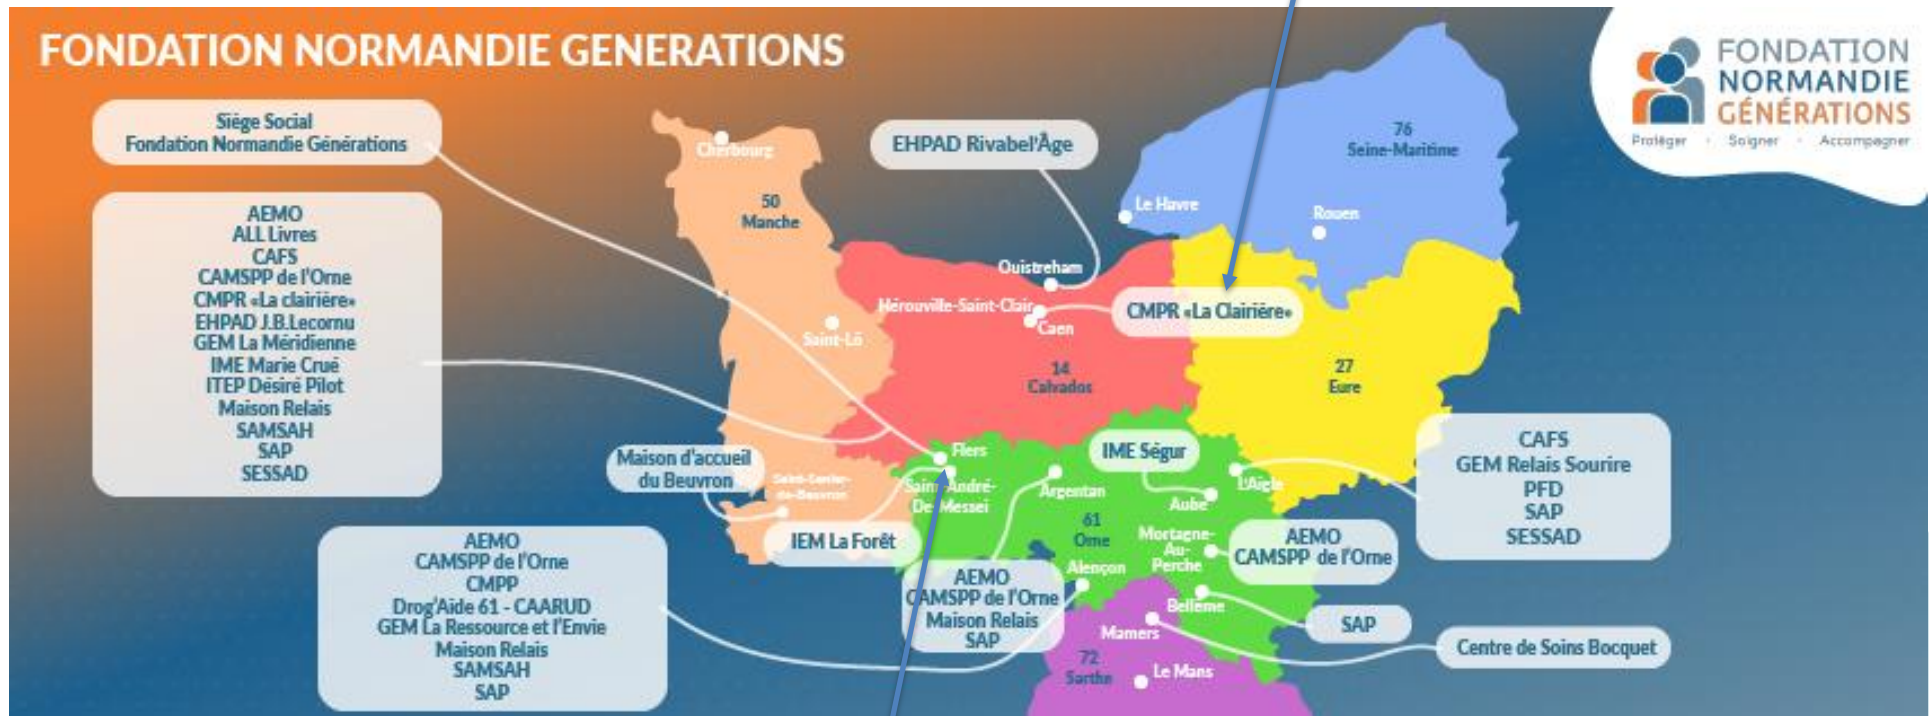 FONDATION NORMANDIE GENERATIONS
FONDATION
NORMANDIE
GÉNÉRATIONS
Protéger · Soigner · Accompagner
Siège Social
Fondation Normandie Générations
AEMO
ALL Livres
CAFS
CAMSPP de l'Orne
CMPR «La clairière»
EHPAD J.B.Lecornu
GEM La Méridienne
IME Marie Crué
ITEP Désiré Pilot
Maison Relais
SAMSAH
SAP
SESSAD
EHPAD Rivabel'Âge
Cherbourg
50
Manche
76
Seine-Maritime
Le Havre
Rouen
Ouistreham
Hérouville-Saint-Clair
Caen
CMPR «La Clairière»
Saint-Lô
14
Calvados
27
Eure
Maison d'accueil
du Beuvron
de-Beuvron
Flers
Saint-André-
De-Messei
Argentan
IME Ségur
Aube
L'Aigle
CAFS
GEM Relais Sourire
PFD
SAP
SESSAD
IEM La Forêt
61
Orne
Mortagne-
Au-
Perche
AEMO
CAMSPP de l'Orne
AEMO
CAMSPP de l'Orne
CMPP
Drog'Aide 61 - CAARUD
GEM La Ressource et l'Envie
Maison Relais
SAMSAH
SAP
AEMO
CAMSPP de l'Orne
Maison Relais
SAP
Alençon
Bellême
SAP
Mamers
Centre de Soins Bocquet
72
Sarthe
Le Mans